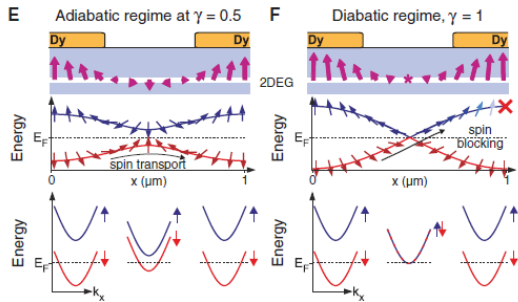 E Adiabatic regime at γ = 0.5
Dy Dy
2DEG
Energy
E_F
spin transport
0 x (μm) 1
Energy
E_F
k_x
F Diabatic regime, γ = 1
Dy Dy
Energy
E_F
spin
blocking
0 x (μm) 1
Energy
E_F
k_x